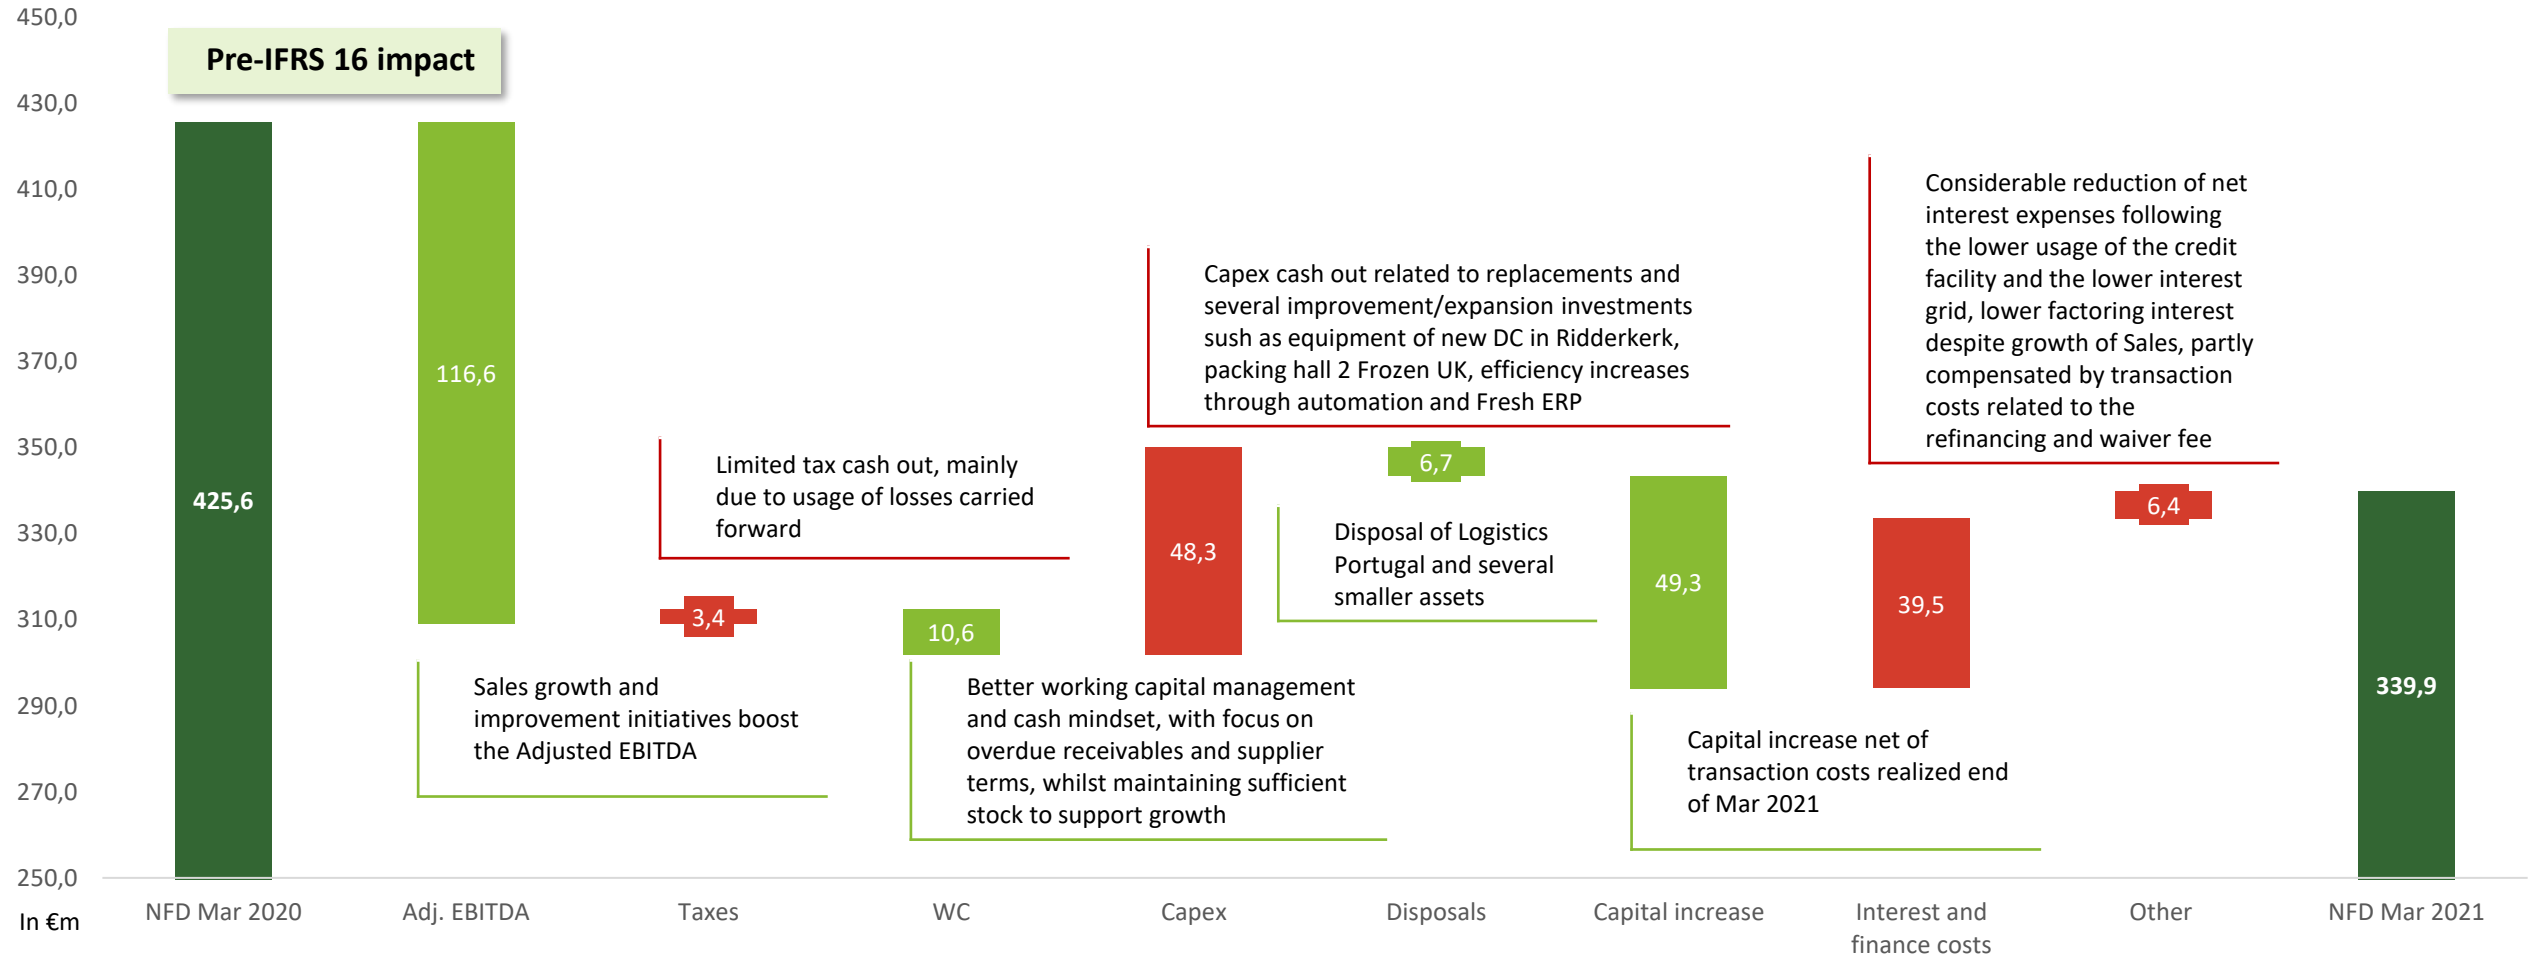 450,0
430,0
410,0
390,0
370,0
350,0
330,0
310,0
290,0
270,0
250,0
In €m
Pre-IFRS 16 impact
425,6
116,6
3,4
10,6
48,3
6,7
49,3
39,5
6,4
339,9
Sales growth and
improvement initiatives boost
the Adjusted EBITDA
Limited tax cash out, mainly
due to usage of losses carried
forward
Better working capital management
and cash mindset, with focus on
overdue receivables and supplier
terms, whilst maintaining sufficient
stock to support growth
Capex cash out related to replacements and
several improvement/expansion investments
sush as equipment of new DC in Ridderkerk,
packing hall 2 Frozen UK, efficiency increases
through automation and Fresh ERP
Disposal of Logistics
Portugal and several
smaller assets
Capital increase net of
transaction costs realized end
of Mar 2021
Considerable reduction of net
interest expenses following
the lower usage of the credit
facility and the lower interest
grid, lower factoring interest
despite growth of Sales, partly
compensated by transaction
costs related to the
refinancing and waiver fee
NFD Mar 2020
Adj. EBITDA
Taxes
WC
Capex
Disposals
Capital increase
Interest and
finance costs
Other
NFD Mar 2021